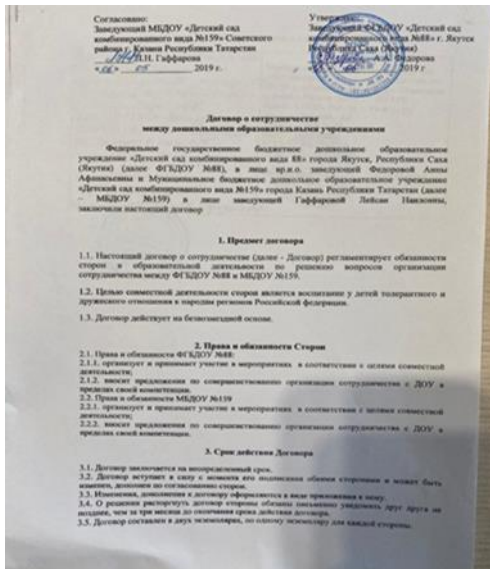 Согласовано:
Заведующий МБДОУ «Детский сад
комбинированного вида №159» Советского
района г. Казани Республики Татарстан
Л.Н. Гаффарова
«06» 05 2019 г.
Утверждаю:
Заведующий ФГБДОУ «Детский сад
комбинированного вида №88» г. Якутск
Республики Саха (Якутия)
А.А. Федорова
2019 г
Договор о сотрудничестве
между дошкольными образовательными учреждениями
Федеральное государственное бюджетное дошкольное образовательное
учреждение «Детский сад комбинированного вида 88» города Якутск, Республики Саха
(Якутия) (далее ФГБДОУ №88), в лице вр.и.о. заведующий Федоровой Анны
Афанасьевны и Муниципальное бюджетное дошкольное образовательное учреждение
«Детский сад комбинированного вида №159» города Казань Республики Татарстан (далее
– МБДОУ №159) в лице заведующей Гаффаровой Лейсан Наилевны,
заключили настоящий договор
1. Предмет договора
1.1. Настоящий договор о сотрудничестве (далее - Договор) регламентирует обязанности
сторон в образовательной деятельности по решению вопросов организации
сотрудничества между ФГБДОУ №88 и МБДОУ №159.
1.2. Целью совместной деятельности сторон является воспитание у детей толерантного и
дружеского отношения к народам регионов Российской федерации.
1.3. Договор действует на безвозмездной основе.
2. Права и обязанности Сторон
2.1. Права и обязанности ФГБДОУ №88:
2.1.1. организует и принимает участие в мероприятиях в соответствии с целями совместной
деятельности;
2.1.2. вносит предложения по совершенствованию организации сотрудничества с ДОУ в
пределах своей компетенции.
2.2. Права и обязанности МБДОУ №159
2.2.1. организует и принимает участие в мероприятиях в соответствии с целями совместной
деятельности;
2.2.2. вносит предложения по совершенствованию организации сотрудничества с ДОУ в
пределах своей компетенции.
3. Срок действия Договора
3.1. Договор заключается на неопределенный срок.
3.2. Договор вступает в силу с момента его подписания обеими сторонами и может быть
изменен, дополнен по согласованию сторон.
3.3. Изменения, дополнения к договору оформляются в виде приложения к нему.
3.4. О решении расторгнуть договор стороны обязаны письменно уведомить друг друга не
позднее, чем за три месяца до окончания срока действия договора.
3.5. Договор составлен в двух экземплярах, по одному экземпляру для каждой стороны.